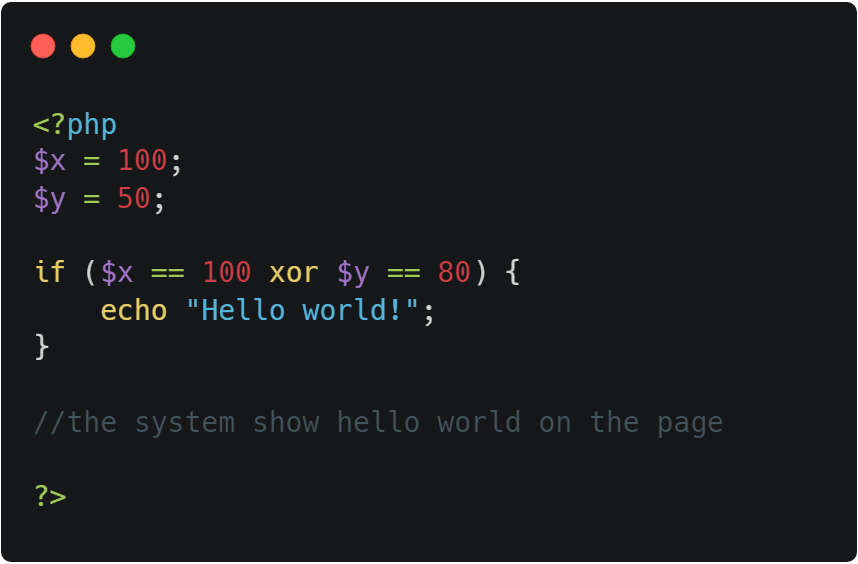 <?php
$x = 100;
$y = 50;
if ($x == 100 xor $y == 80) {
    echo "Hello world!";
}
//the system show hello world on the page
?>